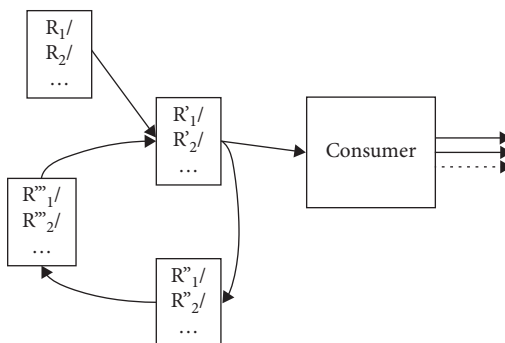 R₁/
R₂/
...
R'₁/
R'₂/
...
Consumer
R'''₁/
R'''₂/
...
R''₁/
R''₂/
...